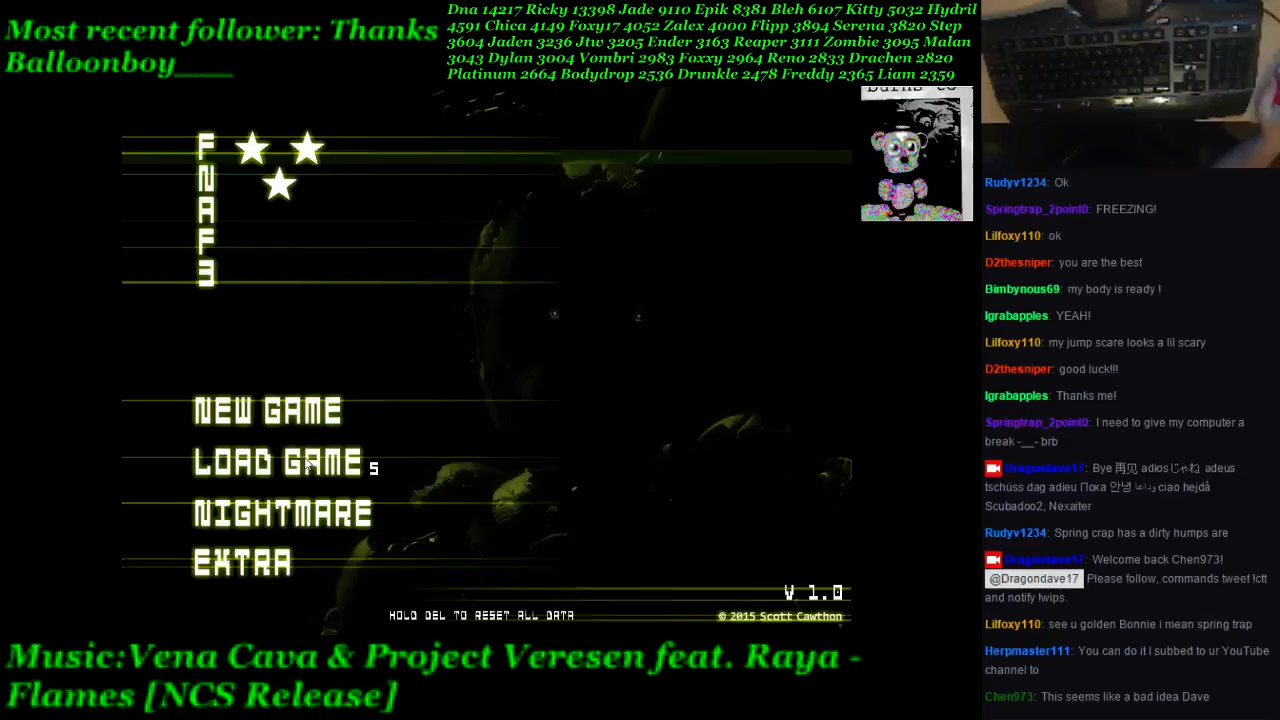 Most recent follower: Thanks
Balloonboy____
Dna 14217 Ricky 13398 Jade 9110 Epik 8381 Bleh 6107 Kitty 5032 Hydril
4591 Chica 4149 Foxy17 4052 Zalex 4000 Flipp 3894 Serena 3820 Step
3604 Jaden 3236 Jtw 3205 Ender 3163 Reaper 3111 Zombie 3095 Malan
3043 Dylan 3004 Vombri 2983 Foxxy 2964 Reno 2833 Drachen 2820
Platinum 2664 Bodydrop 2536 Drunkle 2478 Freddy 2365 Liam 2359
FNAF3
NEW GAME
LOAD GAME 5
NIGHTMARE
EXTRA
V 1.0
HOLD DEL TO RESET ALL DATA
© 2015 Scott Cawthon
Music:Vena Cava & Project Veresen feat. Raya -
Flames [NCS Release]
Rudyv1234: Ok
Springtrap_2point0: FREEZING!
Lilfoxy110: ok
D2thesniper: you are the best
Bimbynous69: my body is ready !
Igrabapples: YEAH!
Lilfoxy110: my jump scare looks a lil scary
D2thesniper: good luck!!!
Igrabapples: Thanks me!
Springtrap_2point0: I need to give my computer a
break -__- brb
Dragondave17: Bye 再见 adios じゃね adeus
tschüss dag adieu Пока 안녕 وداعا ciao hejdå
Scubadoo2, Nexalter
Rudyv1234: Spring crap has a dirty humps are
Dragondave17: Welcome back Chen973!
@Dragondave17 Please follow, commands tweet !ctt
and notify !wips.
Lilfoxy110: see u golden Bonnie i mean spring trap
Herpmaster111: You can do it I subbed to ur YouTube
channel to
Chen973: This seems like a bad idea Dave